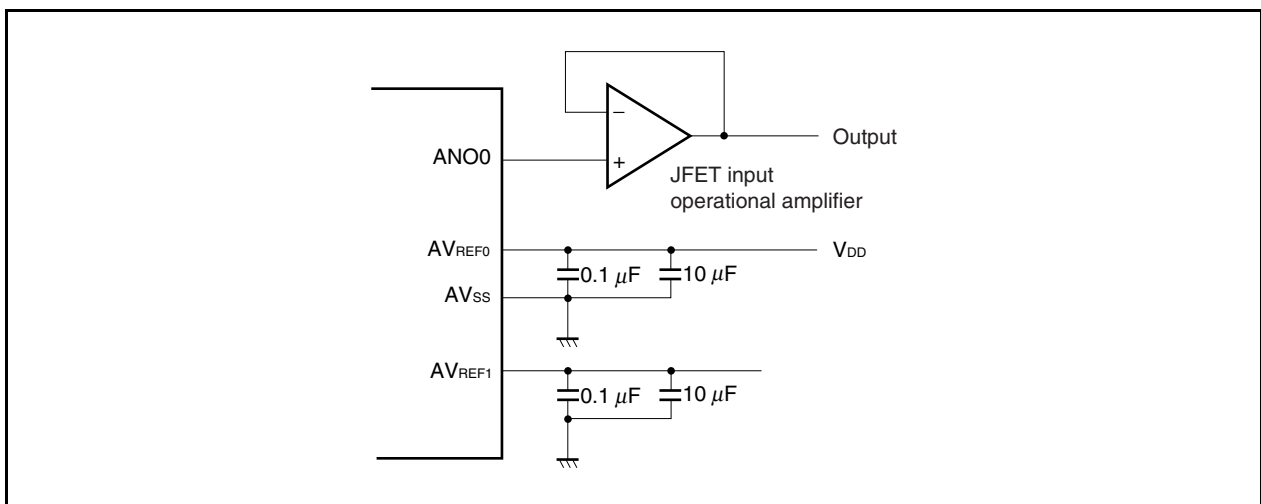 −
Output
ANO0
+
JFET input
operational amplifier
AVREF0
VDD
0.1 μF
10 μF
AVSS
AVREF1
0.1 μF
10 μF